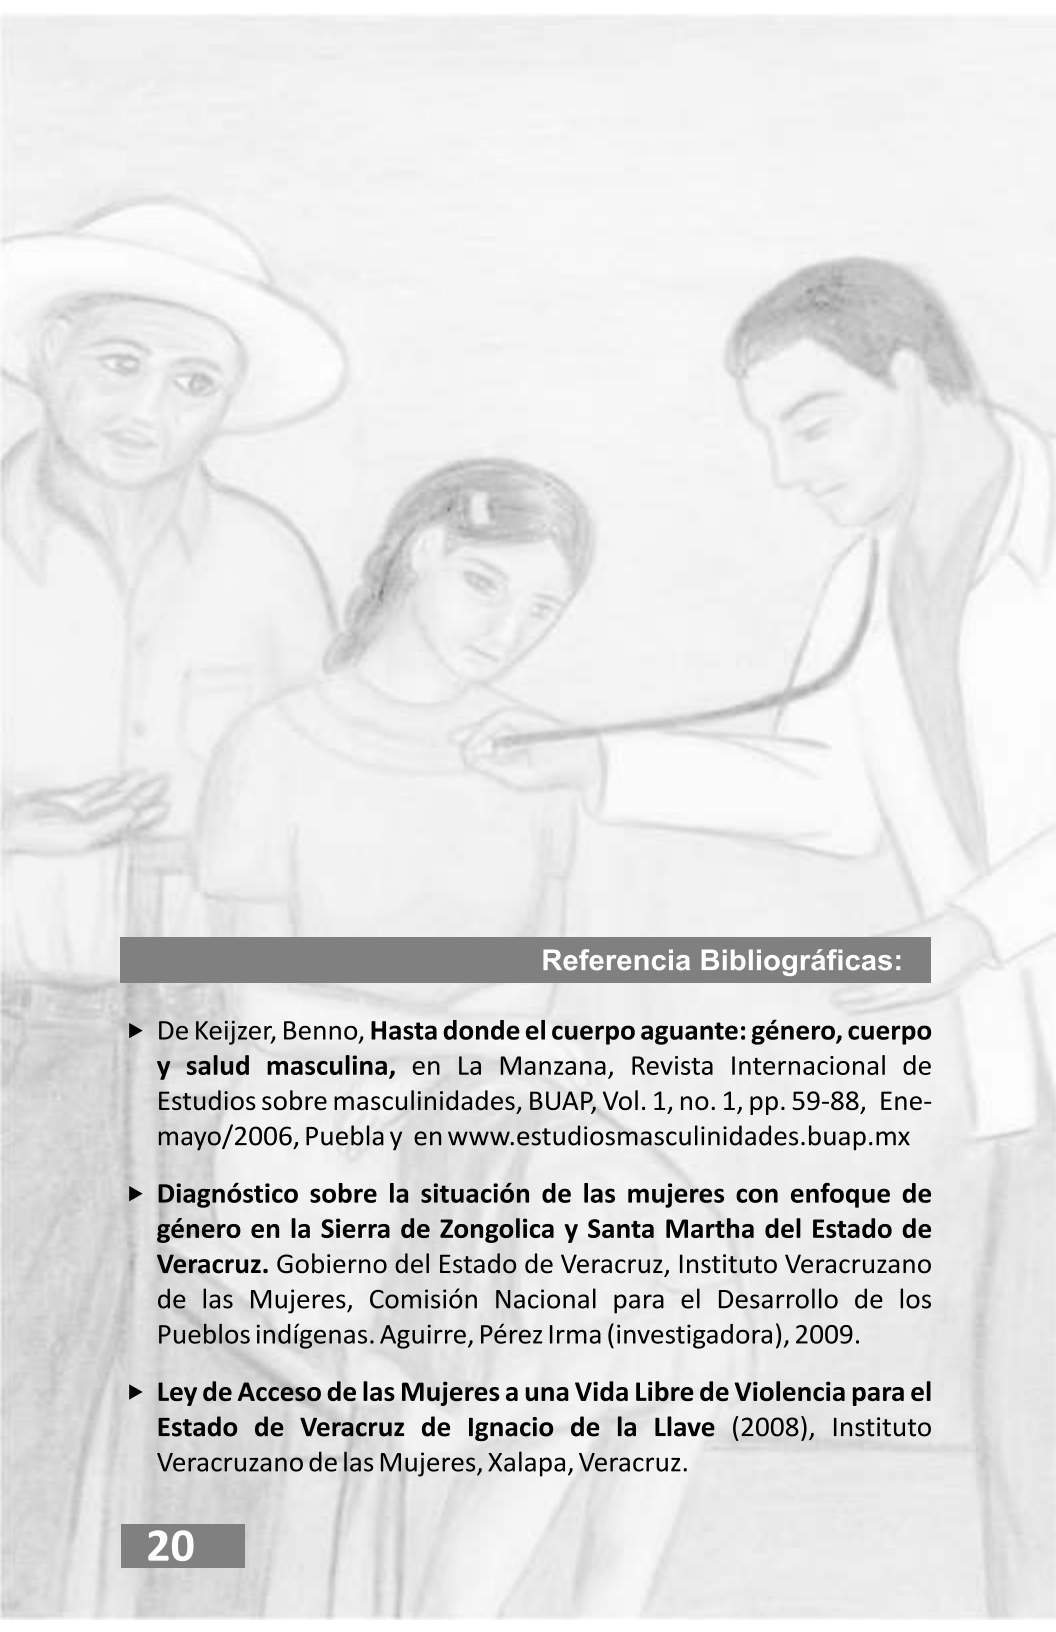 Referencia Bibliográficas:
▶ De Keijzer, Benno, Hasta donde el cuerpo aguante: género, cuerpo
y salud masculina, en La Manzana, Revista Internacional de
Estudios sobre masculinidades, BUAP, Vol. 1, no. 1, pp. 59-88, Ene-
mayo/2006, Puebla y en www.estudiosmasculinidades.buap.mx
▶ Diagnóstico sobre la situación de las mujeres con enfoque de
género en la Sierra de Zongolica y Santa Martha del Estado de
Veracruz. Gobierno del Estado de Veracruz, Instituto Veracruzano
de las Mujeres, Comisión Nacional para el Desarrollo de los
Pueblos indígenas. Aguirre, Pérez Irma (investigadora), 2009.
▶ Ley de Acceso de las Mujeres a una Vida Libre de Violencia para el
Estado de Veracruz de Ignacio de la Llave (2008), Instituto
Veracruzano de las Mujeres, Xalapa, Veracruz.
20